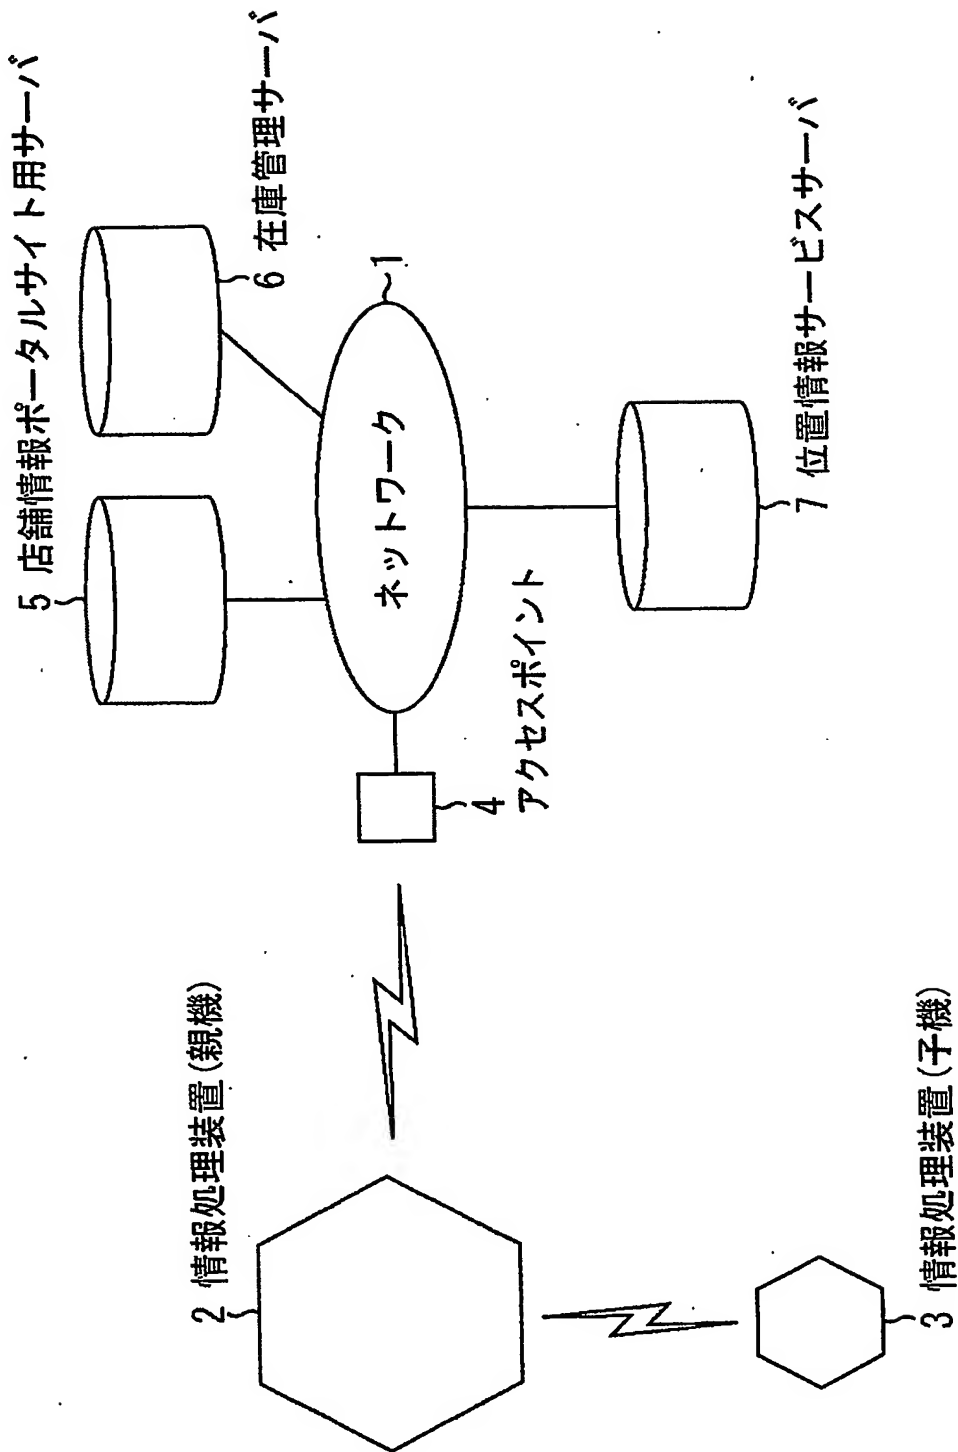 5 店舗情報ポータルサイト用サーバ
6 在庫管理サーバ
1
ネットワーク
2 情報処理装置(親機)
4
アクセスポイント
7 位置情報サービスサーバ
3 情報処理装置(子機)